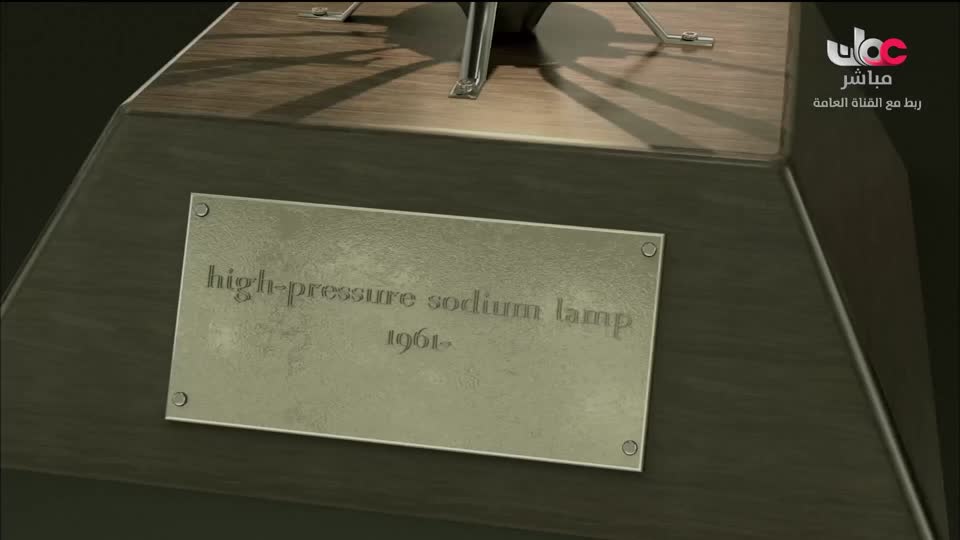 عمان
مباشر
ربط مع القناة العامة
high-pressure sodium lamp
1961-